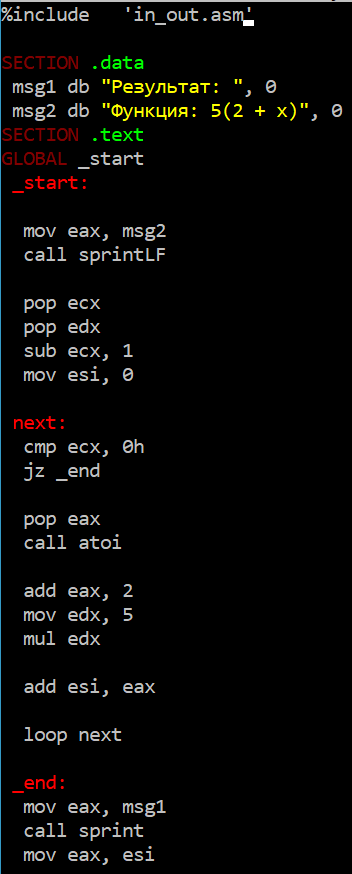 %include   'in_out.asm'
SECTION .data
msg1 db "Результат: ", 0
msg2 db "Функция: 5(2 + x)", 0
SECTION .text
GLOBAL _start
_start:
mov eax, msg2
call sprintLF
pop ecx
pop edx
sub ecx, 1
mov esi, 0
next:
cmp ecx, 0h
jz _end
pop eax
call atoi
add eax, 2
mov edx, 5
mul edx
add esi, eax
loop next
_end:
mov eax, msg1
call sprint
mov eax, esi